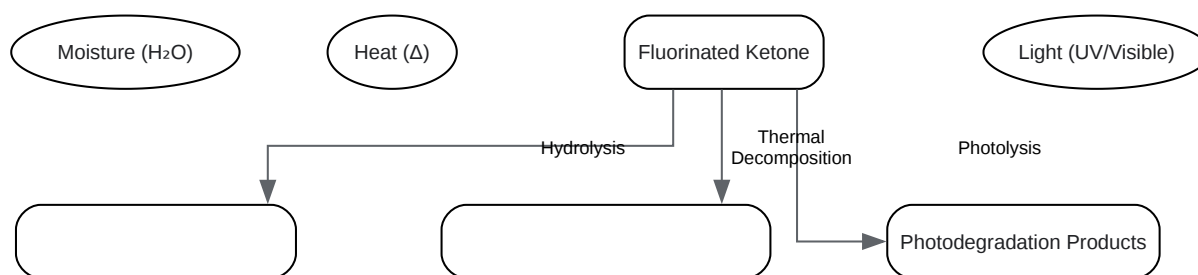 Moisture (H₂O)
Heat (Δ)
Fluorinated Ketone
Light (UV/Visible)
Hydrolysis
Thermal
Decomposition
Photolysis
Photodegradation Products